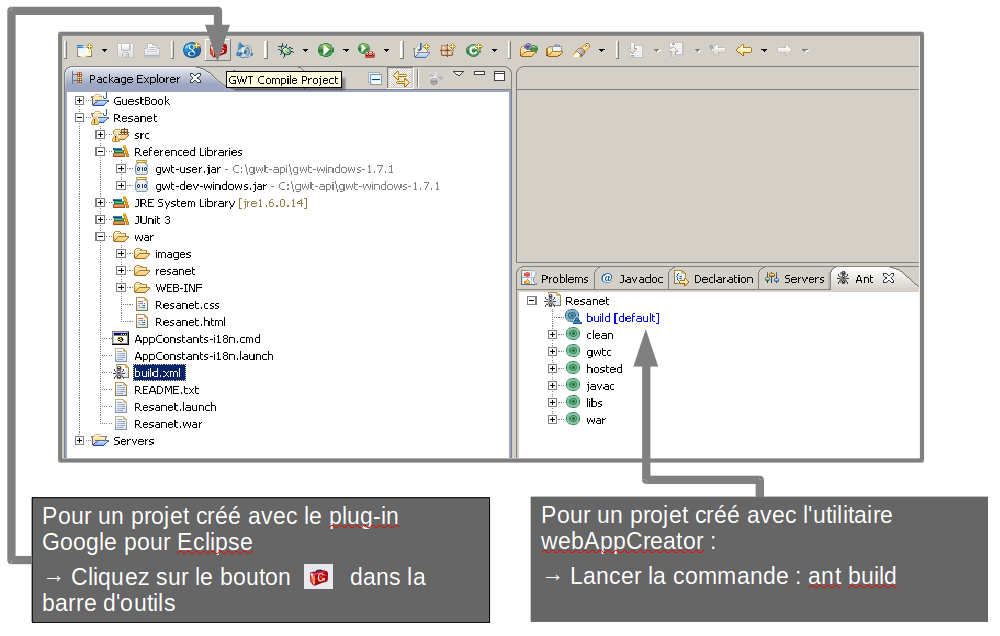 Package Explorer
GWT Compile Project
GuestBook
Resanet
src
Referenced Libraries
gwt-user.jar - C:\gwt-api\gwt-windows-1.7.1
gwt-dev-windows.jar - C:\gwt-api\gwt-windows-1.7.1
JRE System Library [jre1.6.0.14]
JUnit 3
war
images
resanet
WEB-INF
Resanet.css
Resanet.html
AppConstants-i18n.cmd
AppConstants-i18n.launch
build.xml
README.txt
Resanet.launch
Resanet.war
Servers
Problems
Javadoc
Declaration
Servers
Ant
Resanet
build [default]
clean
gwtc
hosted
javac
libs
war
Pour un projet créé avec le plug-in
Google pour Eclipse
→ Cliquez sur le bouton dans la
barre d'outils
Pour un projet créé avec l'utilitaire
webAppCreator :
→ Lancer la commande : ant build